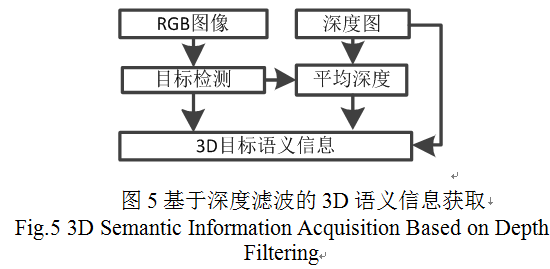 RGB图像
深度图
目标检测
平均深度
3D目标语义信息
图 5 基于深度滤波的 3D 语义信息获取
Fig.5 3D Semantic Information Acquisition Based on Depth
Filtering